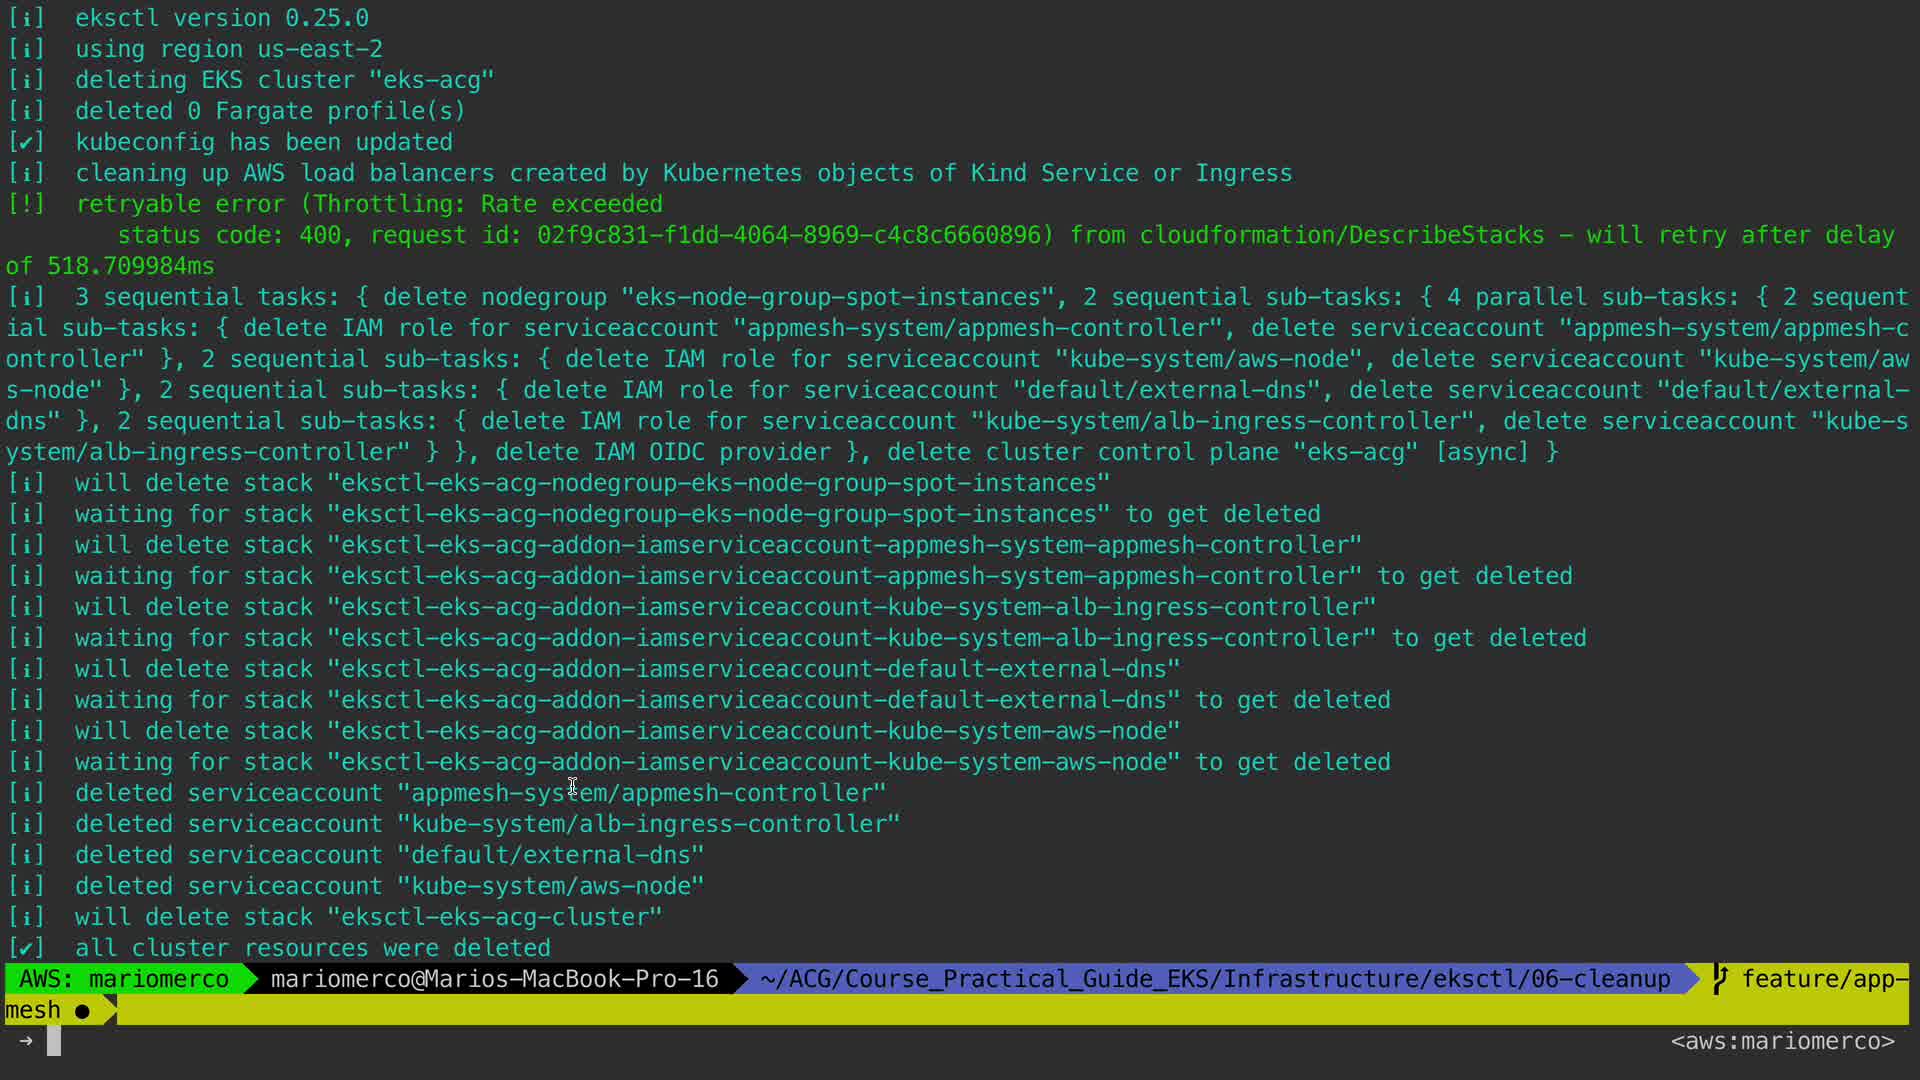 [ℹ]  eksctl version 0.25.0
[ℹ]  using region us-east-2
[ℹ]  deleting EKS cluster "eks-acg"
[ℹ]  deleted 0 Fargate profile(s)
[✔]  kubeconfig has been updated
[ℹ]  cleaning up AWS load balancers created by Kubernetes objects of Kind Service or Ingress
[!]  retryable error (Throttling: Rate exceeded
        status code: 400, request id: 02f9c831-f1dd-4064-8969-c4c8c6660896) from cloudformation/DescribeStacks - will retry after delay
of 518.709984ms
[ℹ]  3 sequential tasks: { delete nodegroup "eks-node-group-spot-instances", 2 sequential sub-tasks: { 4 parallel sub-tasks: { 2 sequent
ial sub-tasks: { delete IAM role for serviceaccount "appmesh-system/appmesh-controller", delete serviceaccount "appmesh-system/appmesh-c
ontroller" }, 2 sequential sub-tasks: { delete IAM role for serviceaccount "kube-system/aws-node", delete serviceaccount "kube-system/aw
s-node" }, 2 sequential sub-tasks: { delete IAM role for serviceaccount "default/external-dns", delete serviceaccount "default/external-
dns" }, 2 sequential sub-tasks: { delete IAM role for serviceaccount "kube-system/alb-ingress-controller", delete serviceaccount "kube-s
ystem/alb-ingress-controller" } }, delete IAM OIDC provider }, delete cluster control plane "eks-acg" [async] }
[ℹ]  will delete stack "eksctl-eks-acg-nodegroup-eks-node-group-spot-instances"
[ℹ]  waiting for stack "eksctl-eks-acg-nodegroup-eks-node-group-spot-instances" to get deleted
[ℹ]  will delete stack "eksctl-eks-acg-addon-iamserviceaccount-appmesh-system-appmesh-controller"
[ℹ]  waiting for stack "eksctl-eks-acg-addon-iamserviceaccount-appmesh-system-appmesh-controller" to get deleted
[ℹ]  will delete stack "eksctl-eks-acg-addon-iamserviceaccount-kube-system-alb-ingress-controller"
[ℹ]  waiting for stack "eksctl-eks-acg-addon-iamserviceaccount-kube-system-alb-ingress-controller" to get deleted
[ℹ]  will delete stack "eksctl-eks-acg-addon-iamserviceaccount-default-external-dns"
[ℹ]  waiting for stack "eksctl-eks-acg-addon-iamserviceaccount-default-external-dns" to get deleted
[ℹ]  will delete stack "eksctl-eks-acg-addon-iamserviceaccount-kube-system-aws-node"
[ℹ]  waiting for stack "eksctl-eks-acg-addon-iamserviceaccount-kube-system-aws-node" to get deleted
[ℹ]  deleted serviceaccount "appmesh-system/appmesh-controller"
[ℹ]  deleted serviceaccount "kube-system/alb-ingress-controller"
[ℹ]  deleted serviceaccount "default/external-dns"
[ℹ]  deleted serviceaccount "kube-system/aws-node"
[ℹ]  will delete stack "eksctl-eks-acg-cluster"
[✔]  all cluster resources were deleted
AWS: mariomerco mariomerco@Marios-MacBook-Pro-16 ~/ACG/Course_Practical_Guide_EKS/Infrastructure/eksctl/06-cleanup feature/app-
mesh ●
→ <aws:mariomerco>